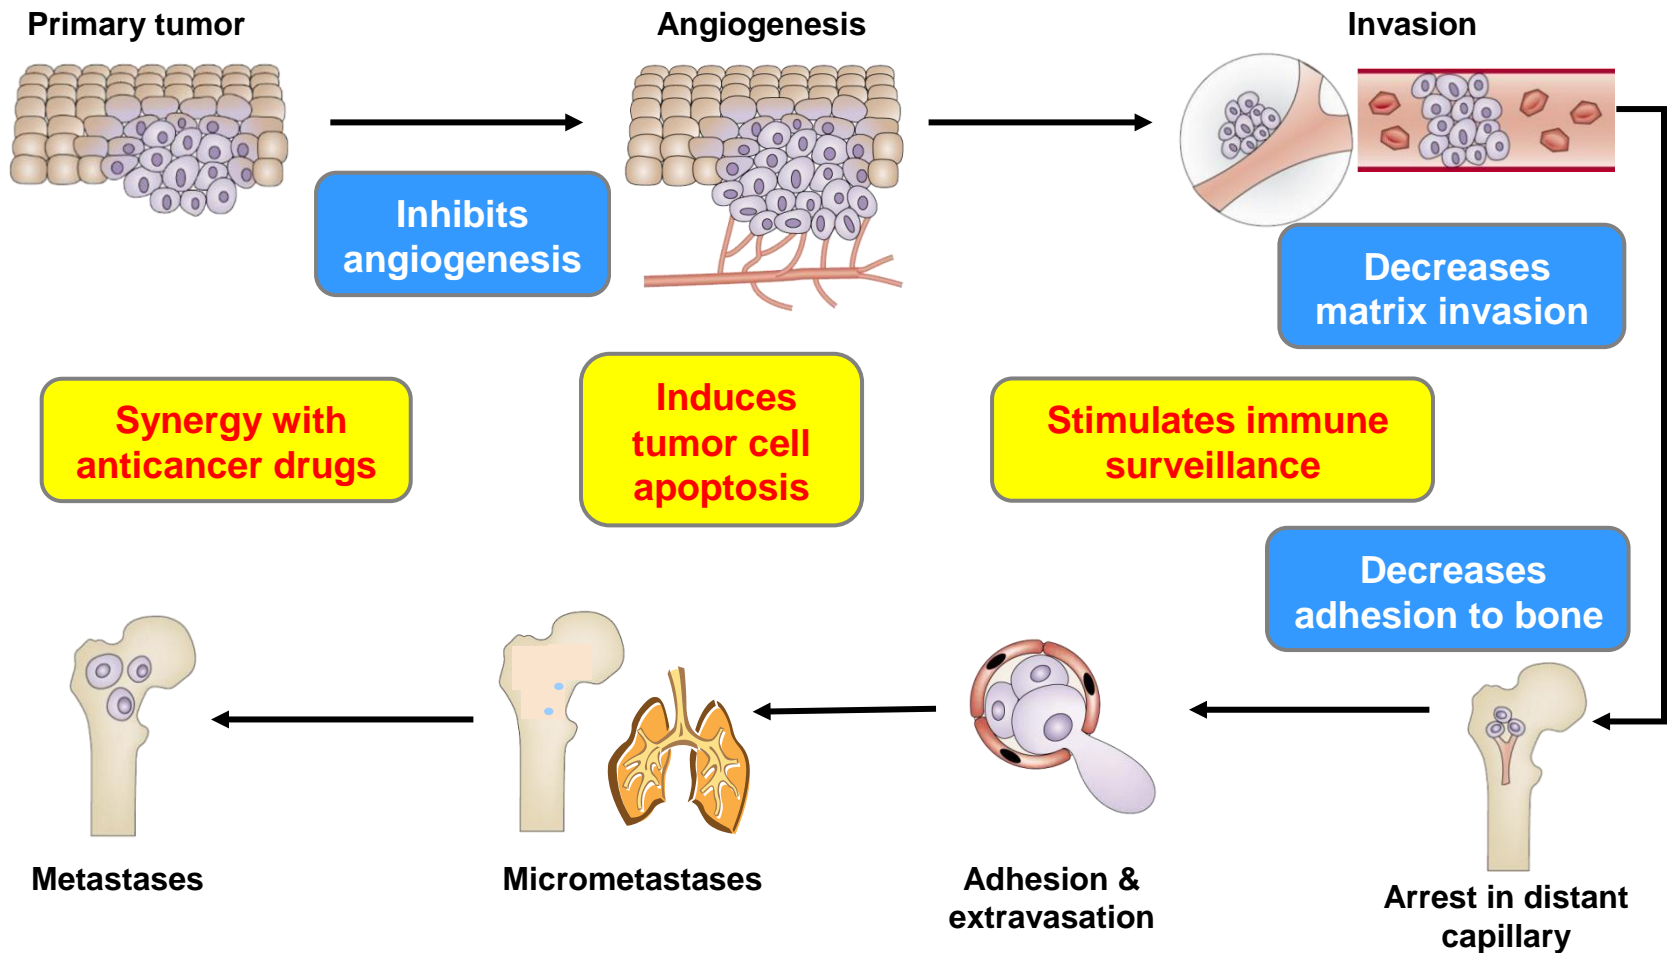 Primary tumor
Angiogenesis
Invasion
Inhibits
angiogenesis
Decreases
matrix invasion
Synergy with
anticancer drugs
Induces
tumor cell
apoptosis
Stimulates immune
surveillance
Decreases
adhesion to bone
Metastases
Micrometastases
Adhesion &
extravasation
Arrest in distant
capillary